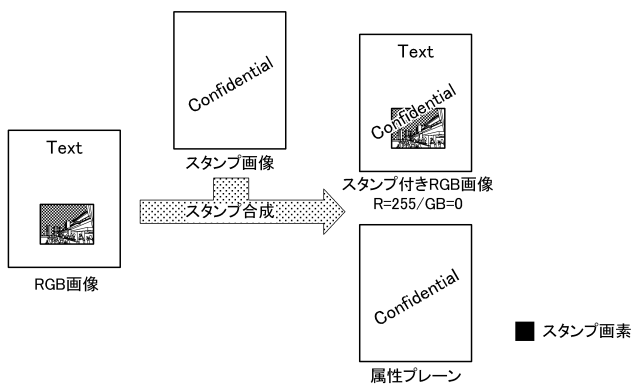 Confidential
スタンプ画像
Text
Confidential
スタンプ付きRGB画像
R=255/GB=0
Text
RGB画像
スタンプ合成
Confidential
属性プレーン
スタンプ画素